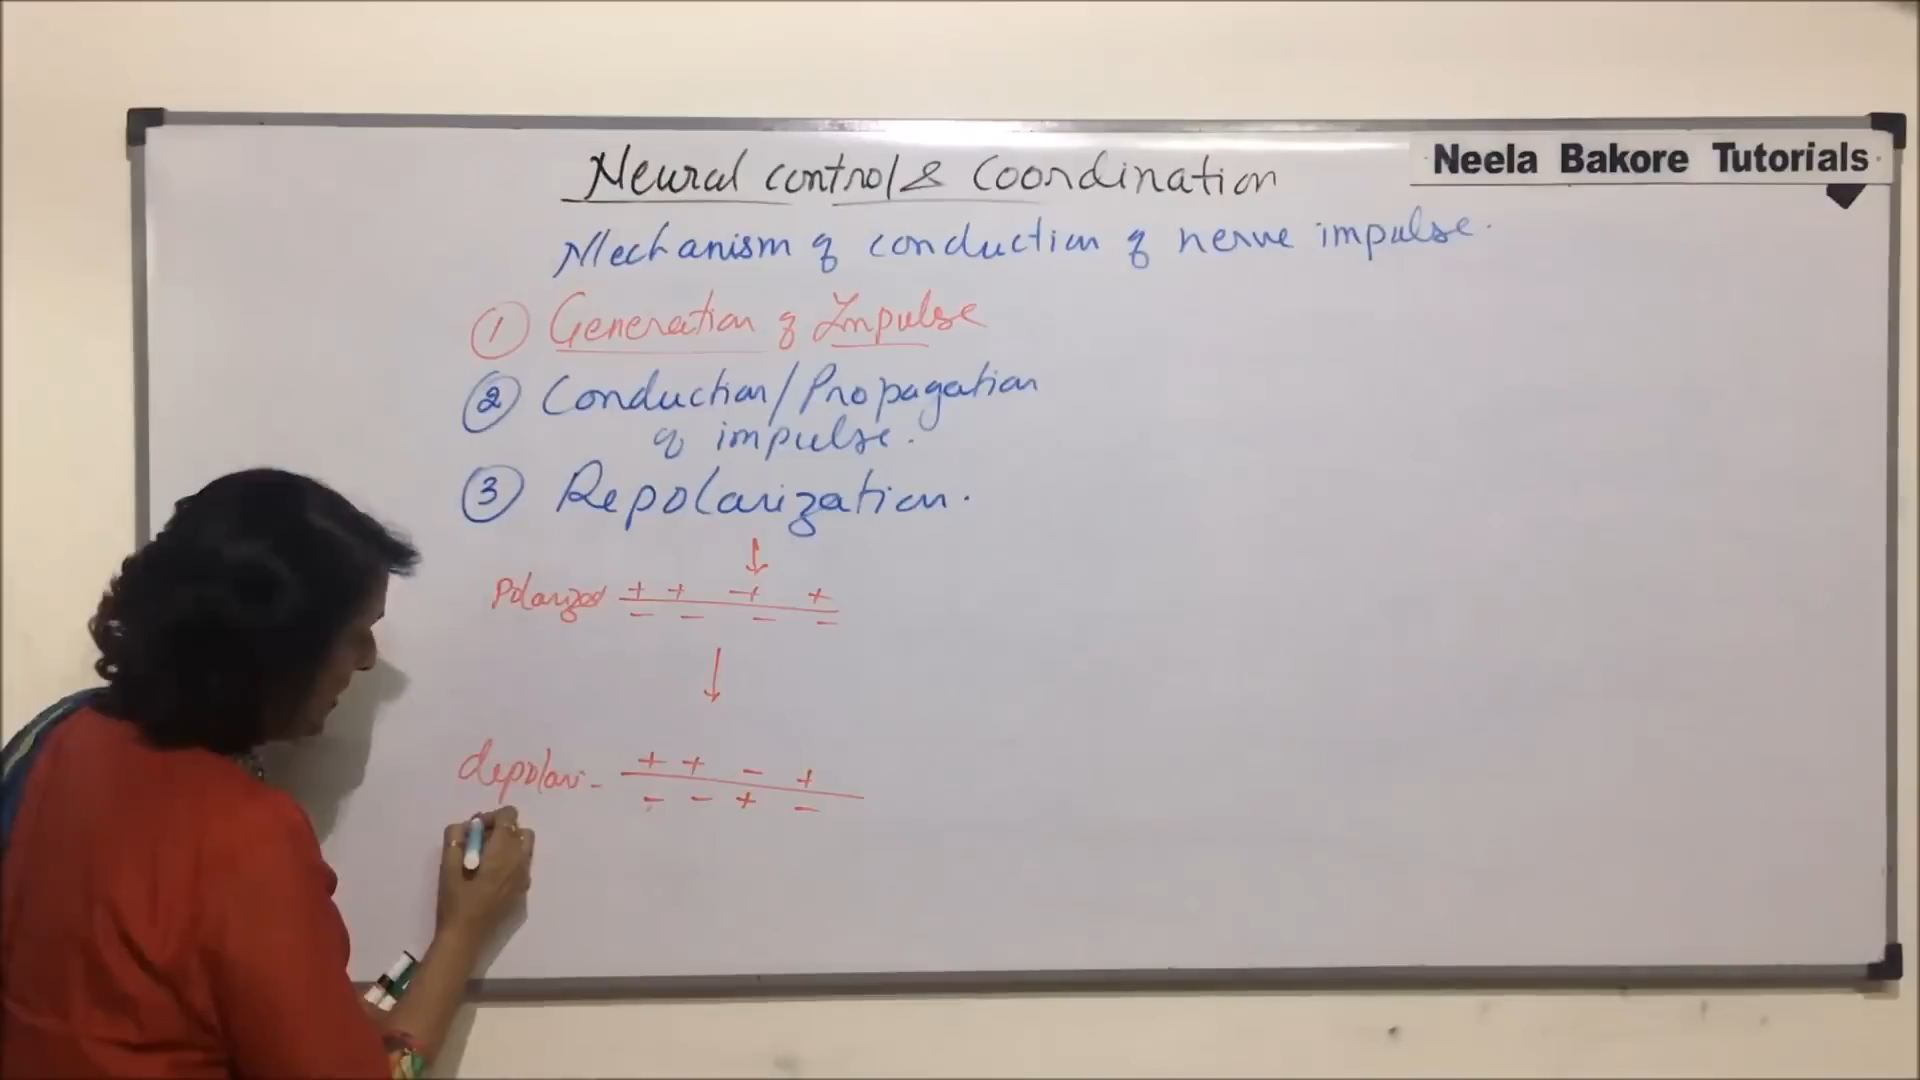 Neela Bakore Tutorials
Neural control & Coordination
Mechanism of conduction of nerve impulse.
① Generation of Impulse
② Conduction/Propagation
of impulse.
③ Repolarization.
↓
Polarized + + + +
- - - -
↓
depolari - + + - +
- - + -